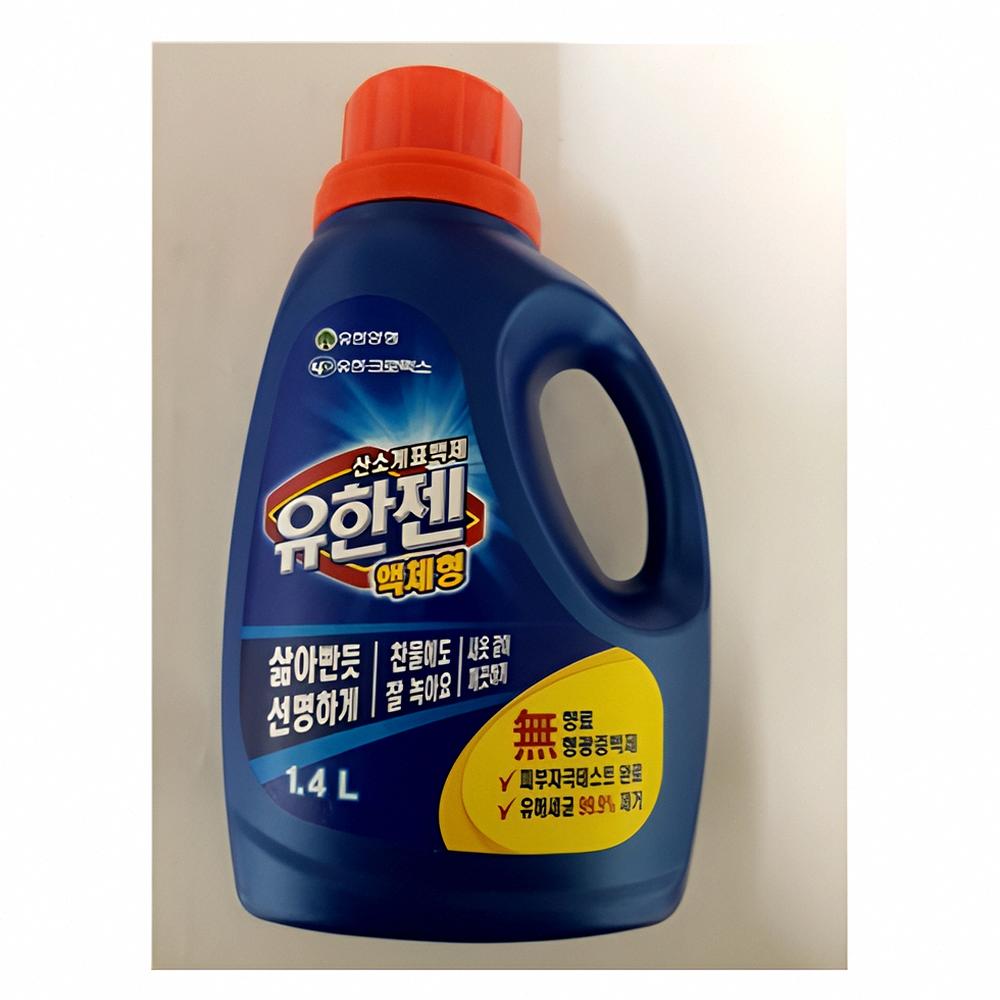 유한양행
유한크로락스
산소계표백제
유한젠
액체형
삶아빤듯
선명하게
찬물에도
잘 녹아요
1.4 L
無
염료
형광증백제
✓ 피부자극테스트 완료
✓ 유해세균 99.9% 제거